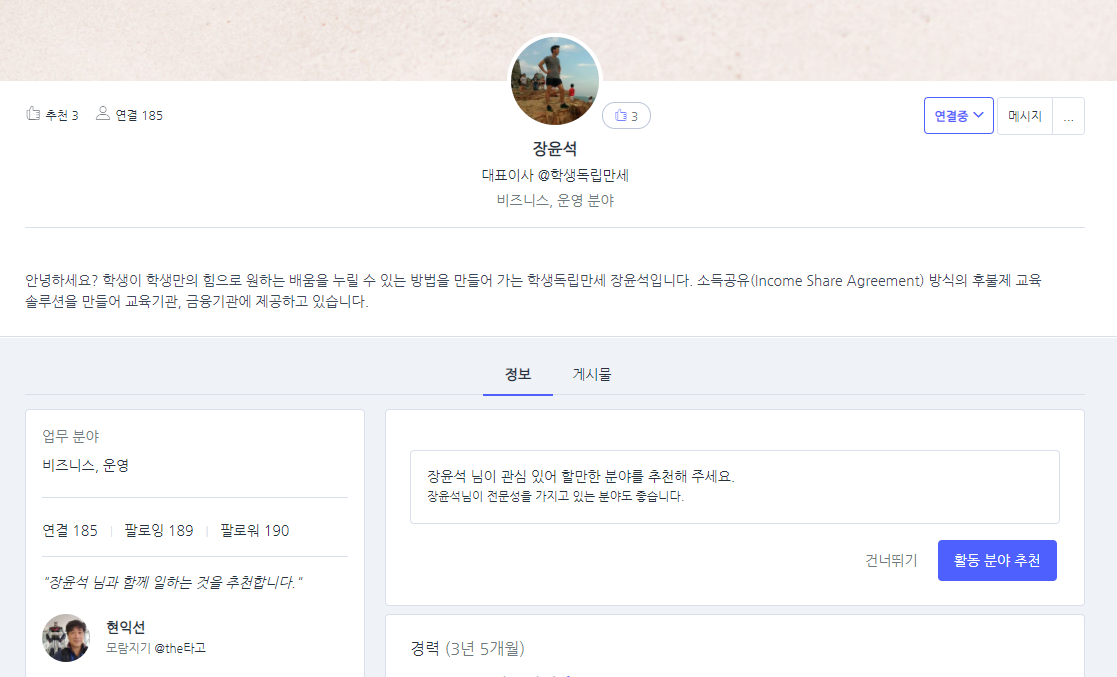 추천 3 연결 185
3
연결중 메시지 ...
장윤석
대표이사 @학생독립만세
비즈니스, 운영 분야
안녕하세요? 학생이 학생만의 힘으로 원하는 배움을 누릴 수 있는 방법을 만들어 가는 학생독립만세 장윤석입니다. 소득공유(Income Share Agreement) 방식의 후불제 교육
솔루션을 만들어 교육기관, 금융기관에 제공하고 있습니다.
정보 게시물
업무 분야
비즈니스, 운영
연결 185 팔로잉 189 팔로워 190
"장윤석 님과 함께 일하는 것을 추천합니다."
현익선
모람지기 @the타고
장윤석 님이 관심 있어 할만한 분야를 추천해 주세요.
장윤석님이 전문성을 가지고 있는 분야도 좋습니다.
건너뛰기 활동 분야 추천
경력 (3년 5개월)